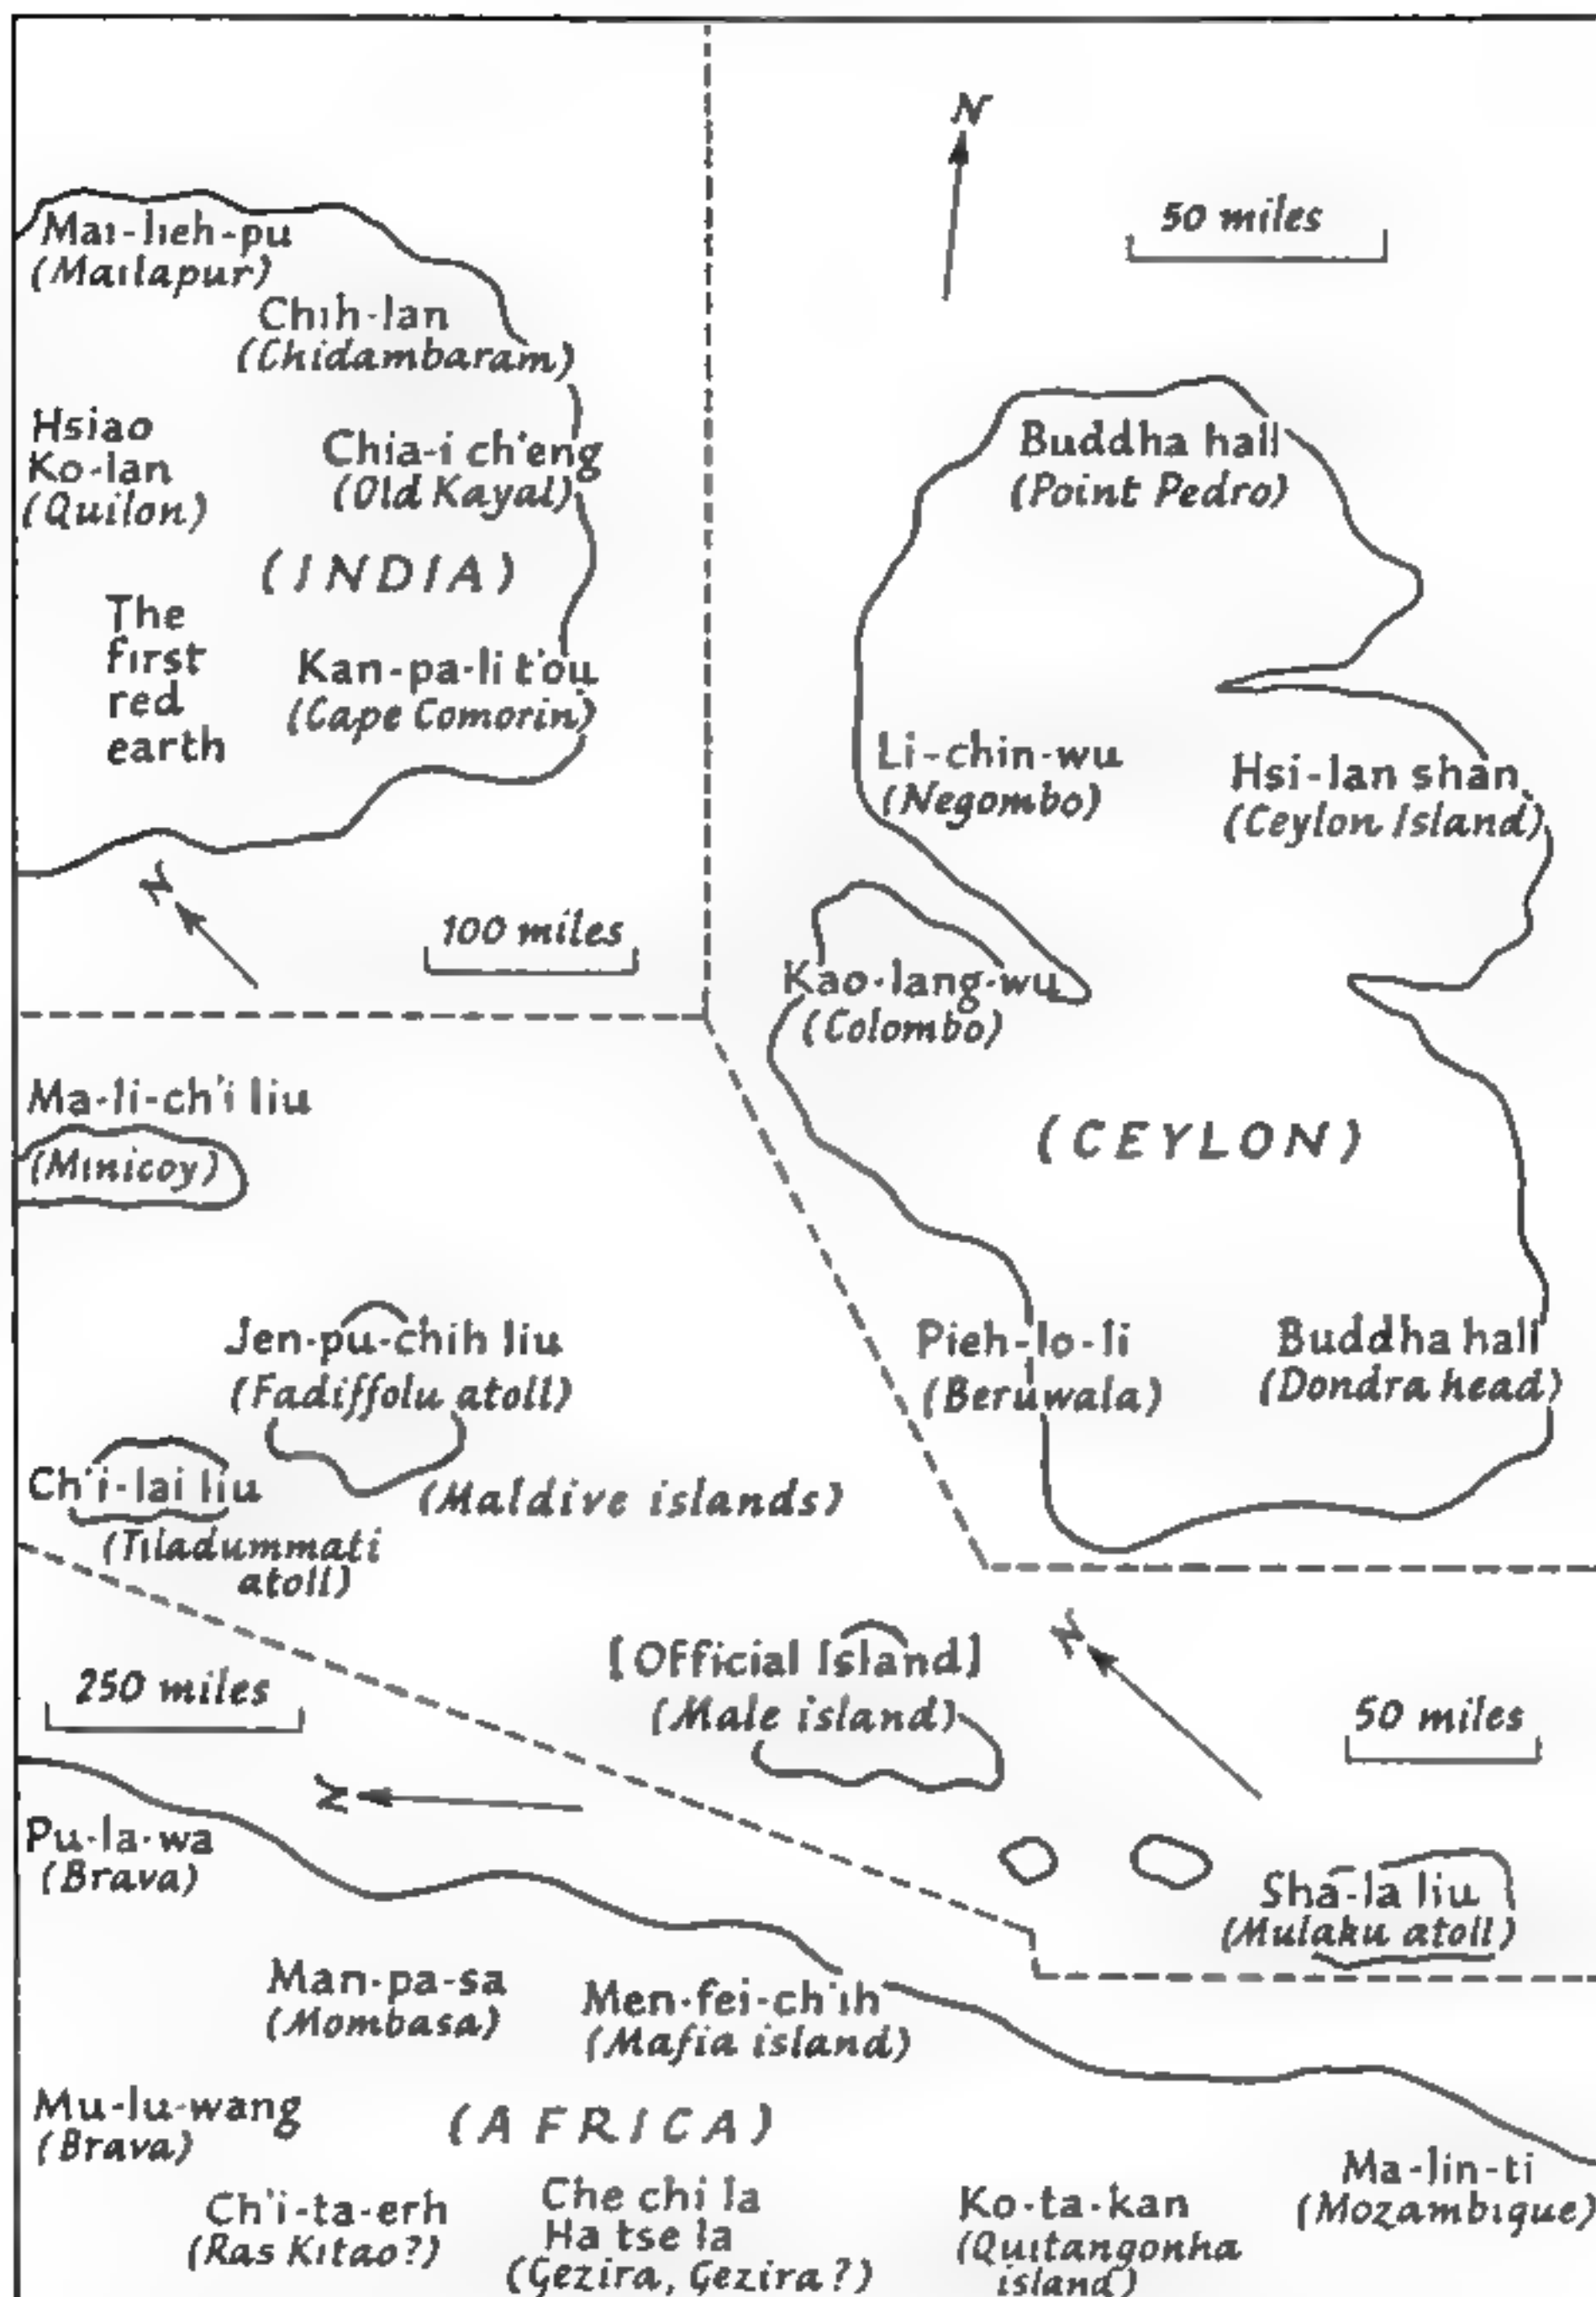 Mai-lieh-pu
(Mailapur)
Chih-lan
(Chidambaram)
Hsiao
Ko-lan
(Quilon)
Chia-i ch'eng
(Old Kayal)
(INDIA)
The
first
red
earth
Kan-pa-li t'ou
(Cape Comorin)
N
100 miles
N
50 miles
Buddha hall
(Point Pedro)
Li-chin-wu
(Negombo)
Hsi-lan shan
(Ceylon Island)
Kao-lang-wu
(Colombo)
(CEYLON)
Pieh-lo-li
(Beruwala)
Buddha hall
(Dondra head)
Ma-li-ch'i liu
(Minicoy)
Jen-pu-chih liu
(Fadiffolu atoll)
Ch'i-lai liu
(Tiladummati
atoll)
(Maldive islands)
[Official Island]
(Male island)
N
50 miles
Sha-la liu
(Mulaku atoll)
250 miles
N
Pu-la-wa
(Brava)
Man-pa-sa
(Mombasa)
Men-fei-ch'ih
(Mafia island)
Mu-lu-wang
(Brava)
(AFRICA)
Ch'i-ta-erh
(Ras Kitao?)
Che chi la
Ha tse la
(Gezira, Gezira?)
Ko-ta-kan
(Quitangonha
island)
Ma-lin-ti
(Mozambique)